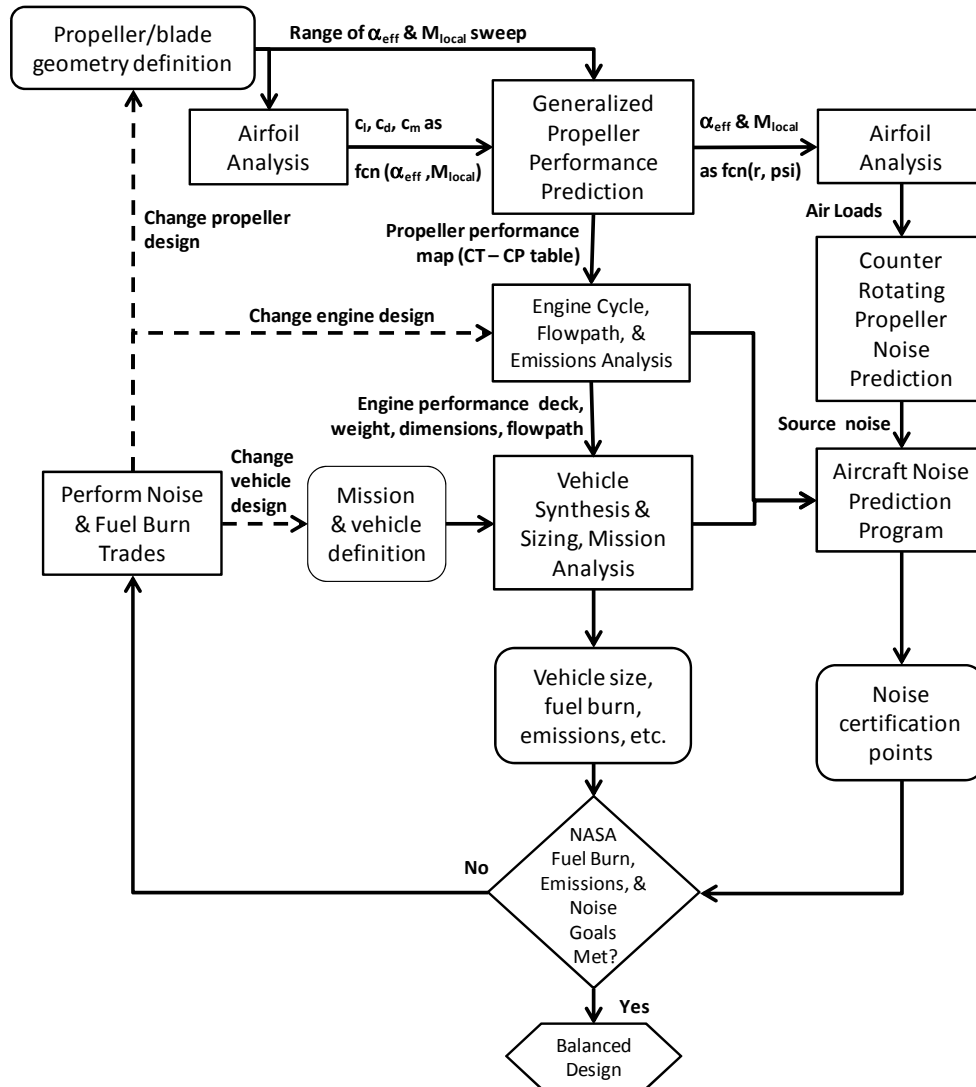 Propeller/blade
geometry definition
Range of αeff & Mlocal sweep
Airfoil
Analysis
cl, cd, cm as
fcn (αeff ,Mlocal)
Generalized
Propeller
Performance
Prediction
αeff & Mlocal
as fcn(r, psi)
Airfoil
Analysis
Change propeller
design
Propeller performance
map (CT – CP table)
Air Loads
Counter
Rotating
Propeller
Noise
Prediction
Change engine design
Engine Cycle,
Flowpath, &
Emissions Analysis
Engine performance deck,
weight, dimensions, flowpath
Source noise
Change
vehicle
design
Perform Noise
& Fuel Burn
Trades
Mission
& vehicle
definition
Vehicle
Synthesis &
Sizing, Mission
Analysis
Aircraft Noise
Prediction
Program
Vehicle size,
fuel burn,
emissions, etc.
Noise
certification
points
No
NASA
Fuel Burn,
Emissions, &
Noise
Goals
Met?
Yes
Balanced
Design